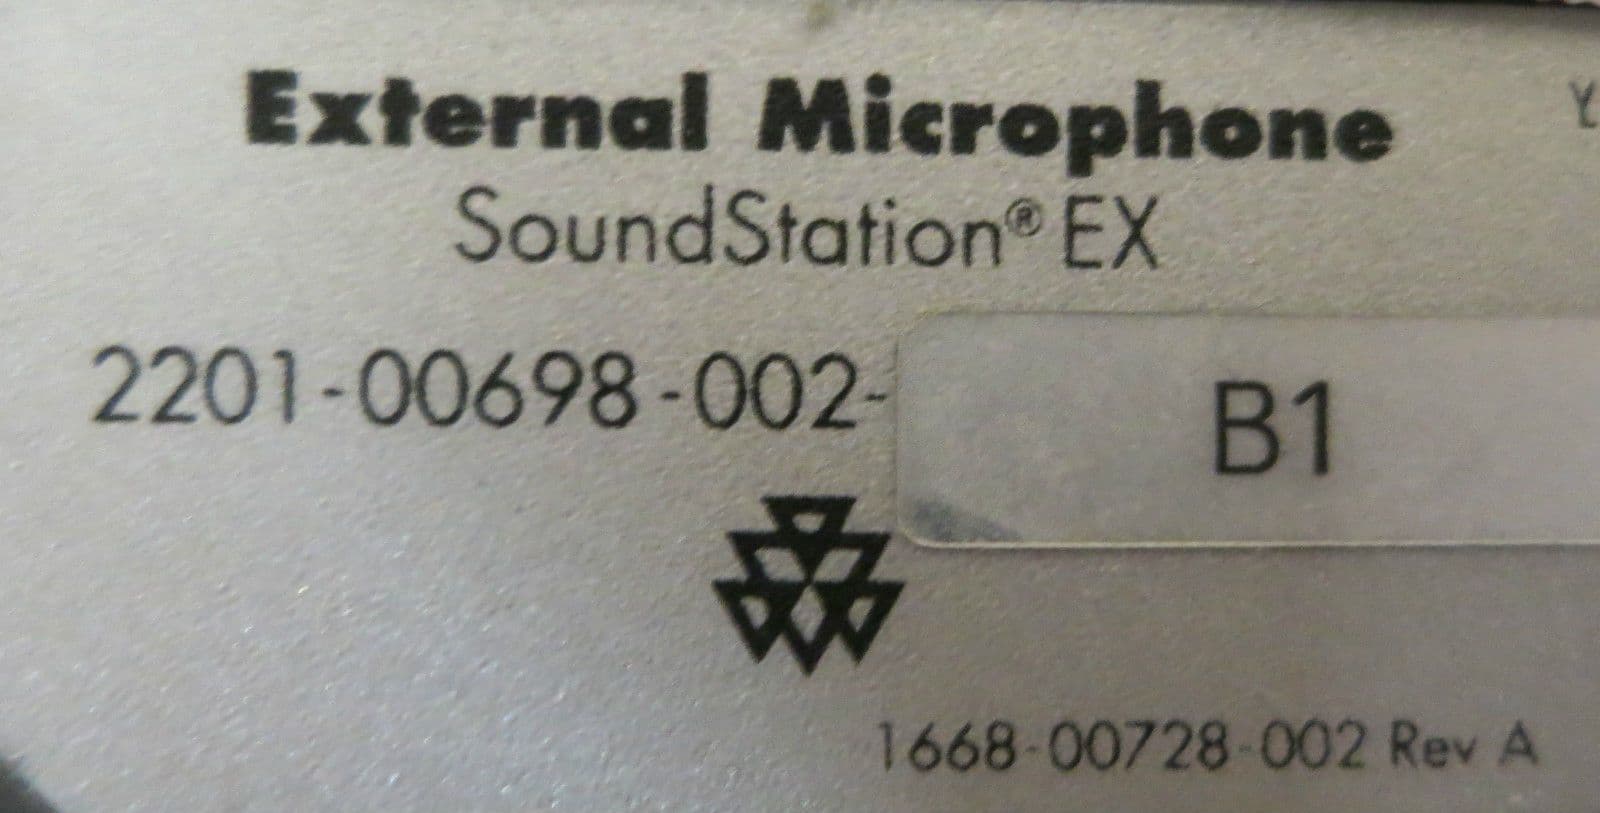 External Microphone
SoundStation® EX
2201-00698-002-
B1
1668-00728-002 Rev A